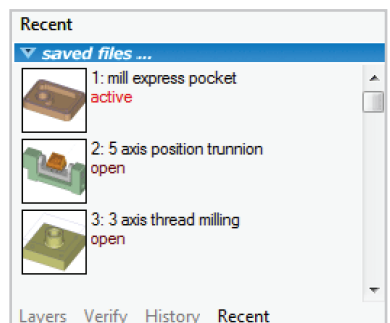 Recent
saved files ...
1: mill express pocket
active
2: 5 axis position trunnion
open
3: 3 axis thread milling
open
Layers Verify History Recent